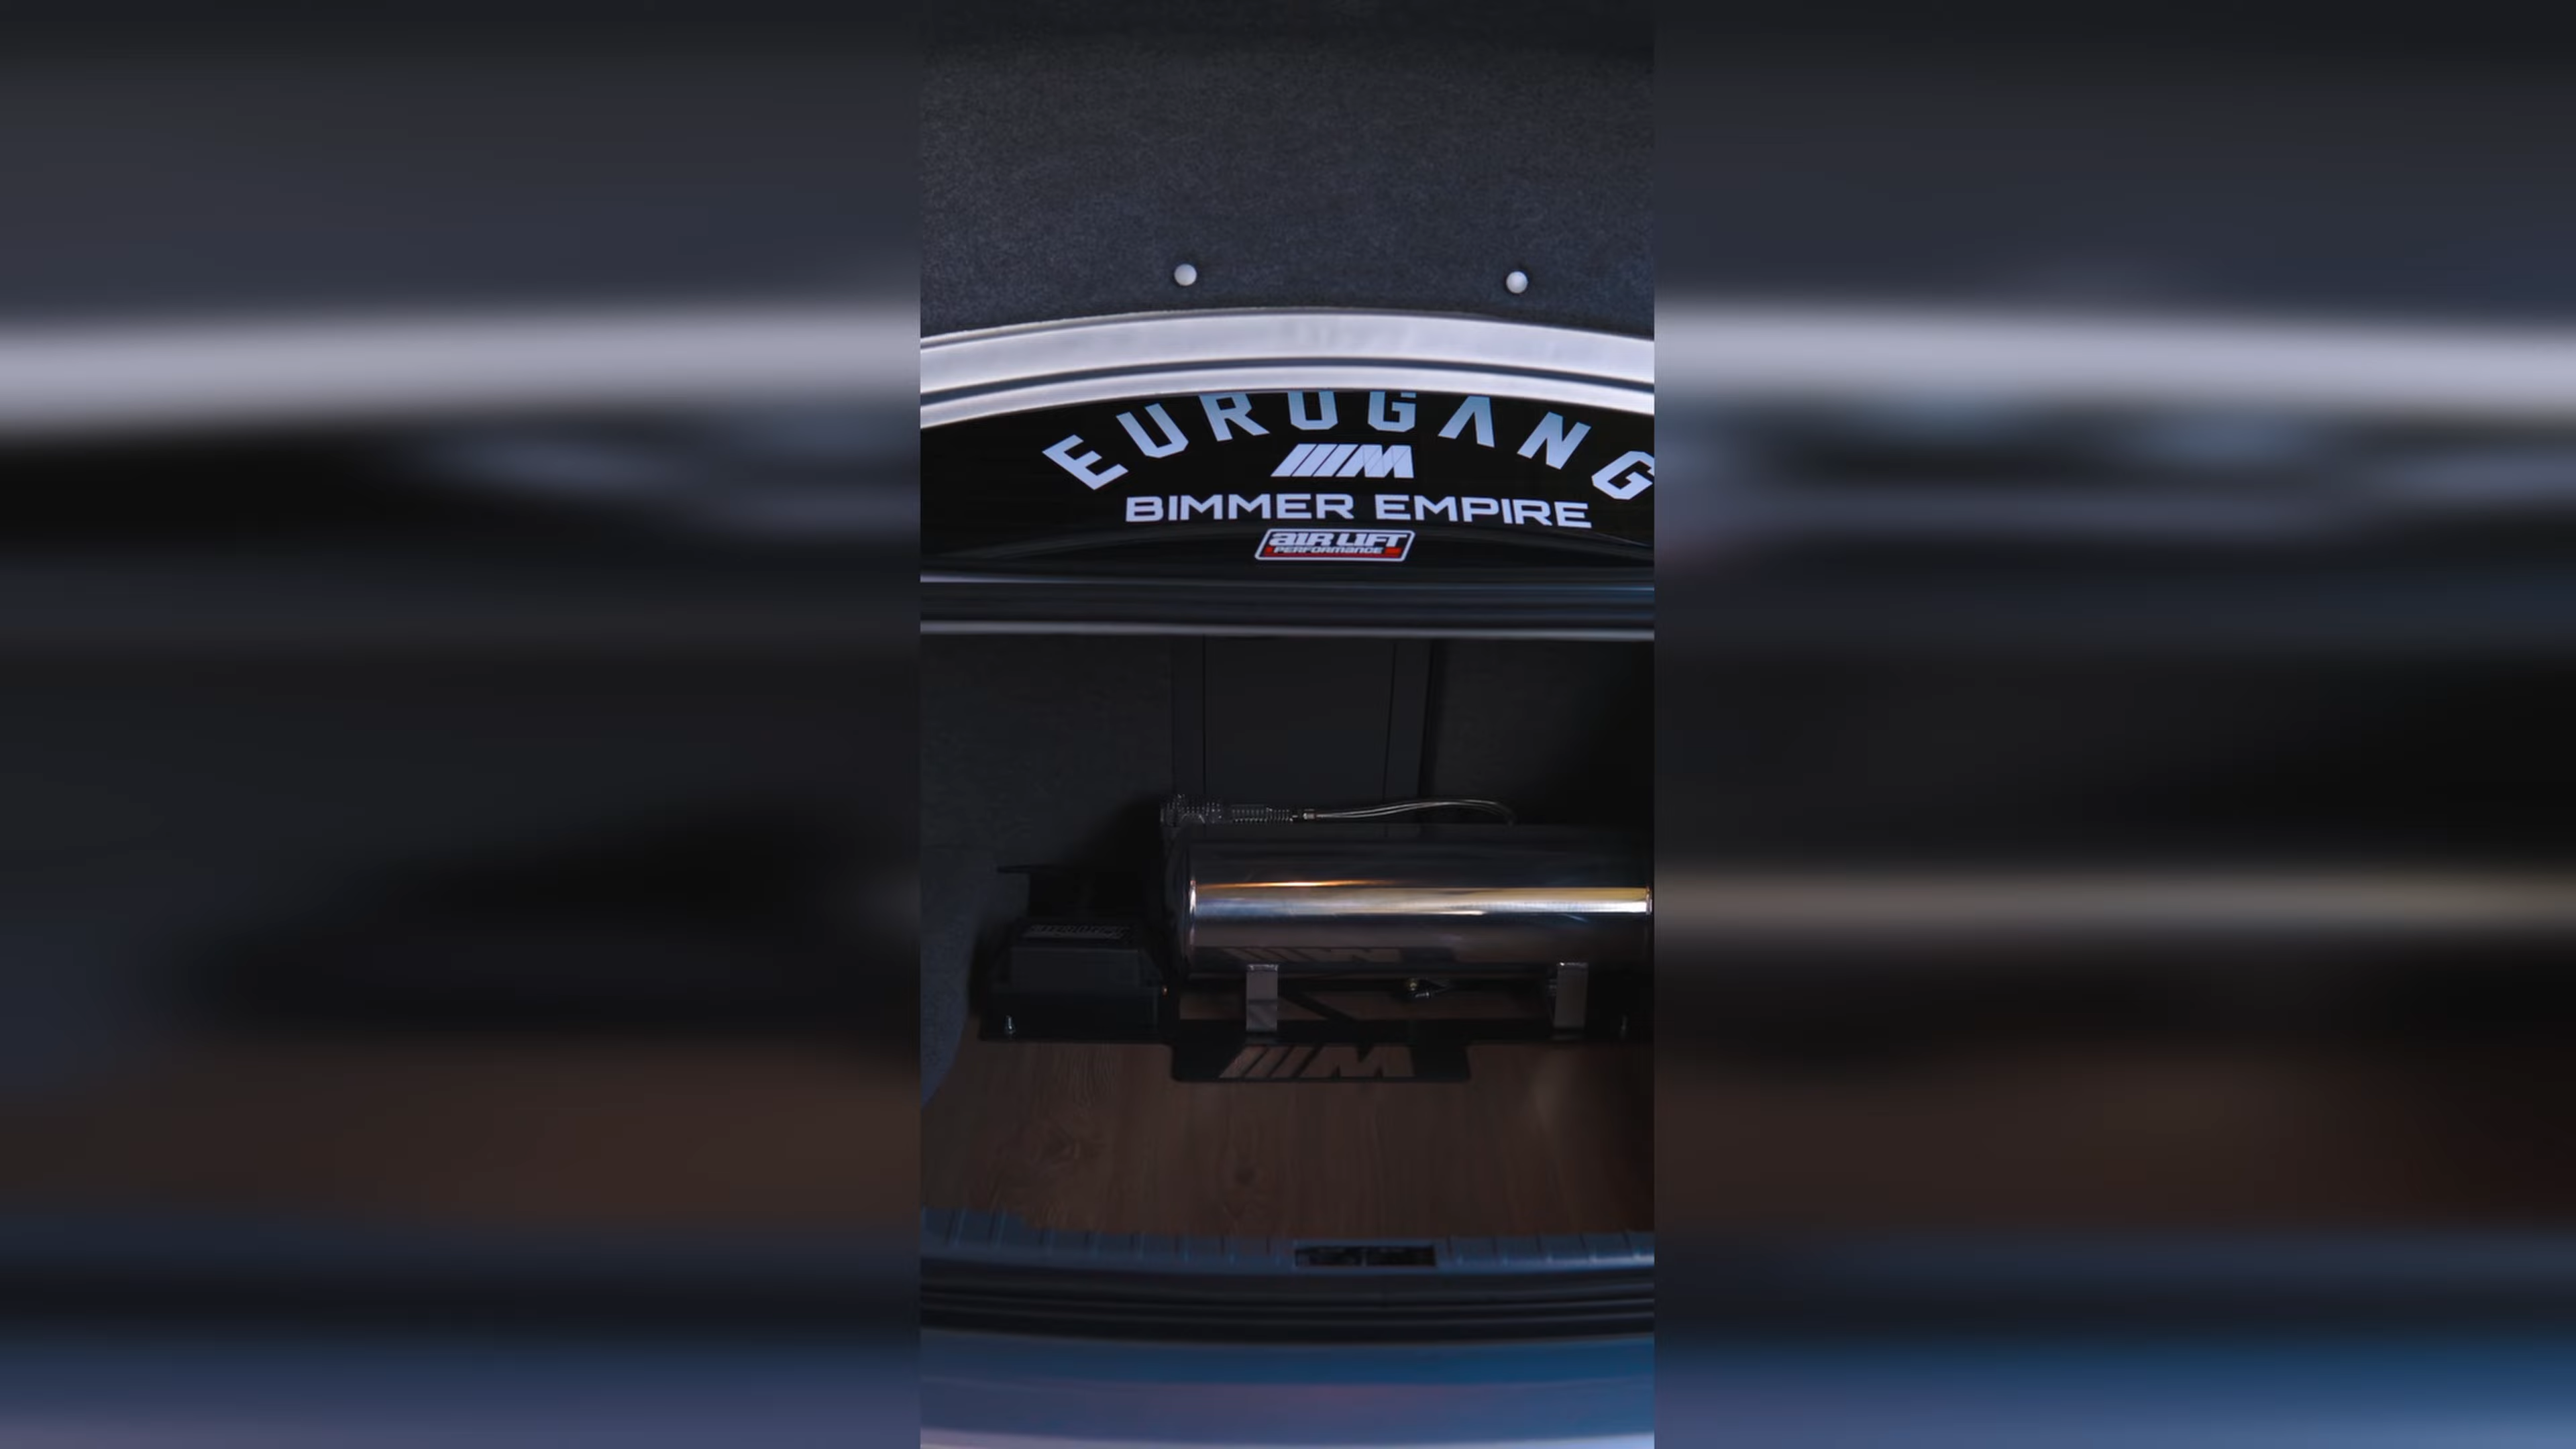 EUROGANG
M
BIMMER EMPIRE
AIR LIFT
PERFORMANCE